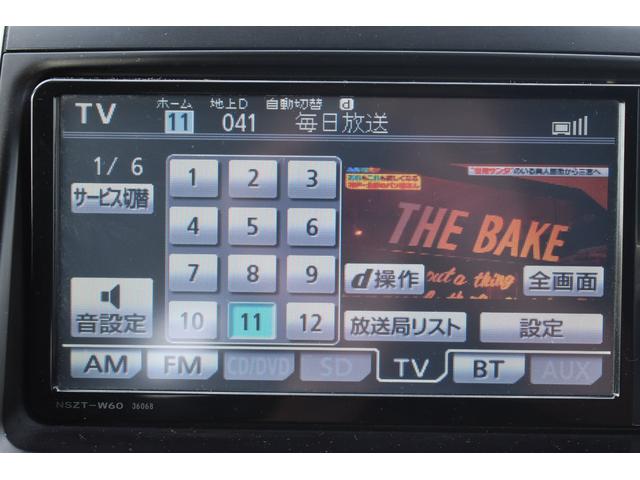 ホーム 地上D 自動切替 d
TV 11 041 毎日放送
1/ 6
サービス切替
1 2 3
4 5 6
7 8 9
10 11 12
音設定
THE BAKE
out a thing
d操作 全画面
放送局リスト 設定
AM FM CD/DVD SD TV BT AUX
NSZT-W60 36068